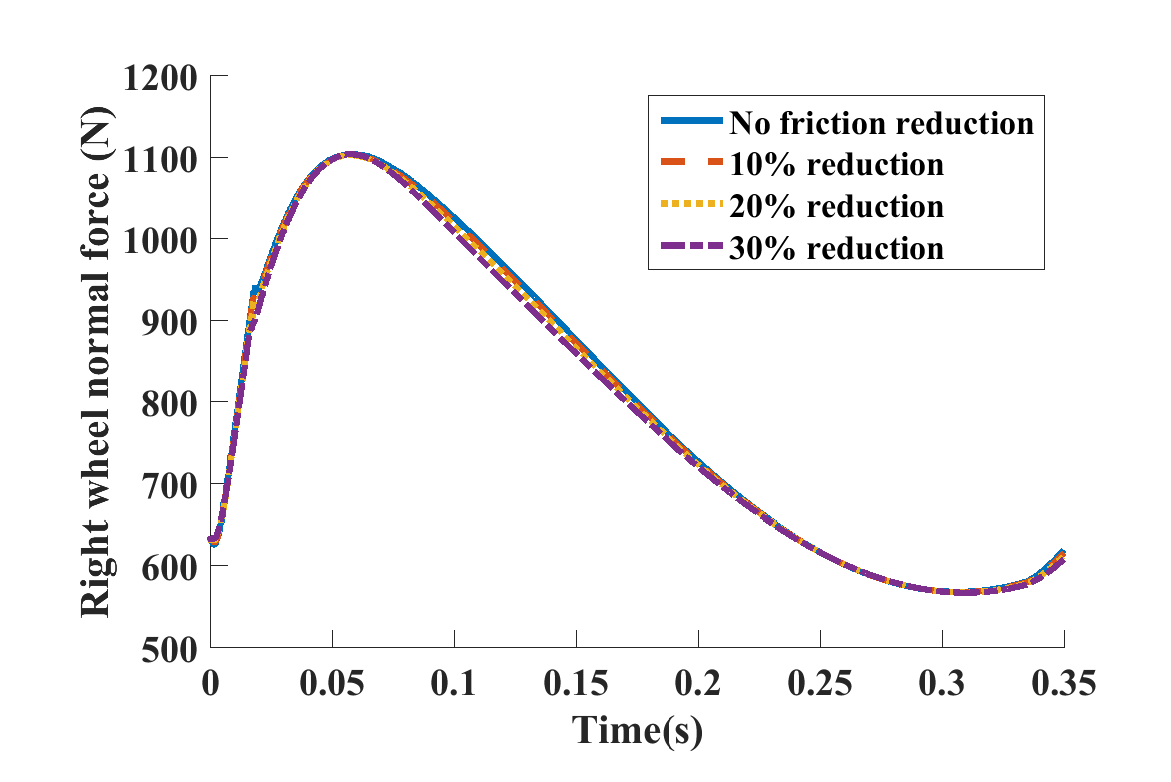 1200
1100
1000
900
800
700
600
500
Right wheel normal force (N)
No friction reduction
10% reduction
20% reduction
30% reduction
0 0.05 0.1 0.15 0.2 0.25 0.3 0.35
Time(s)